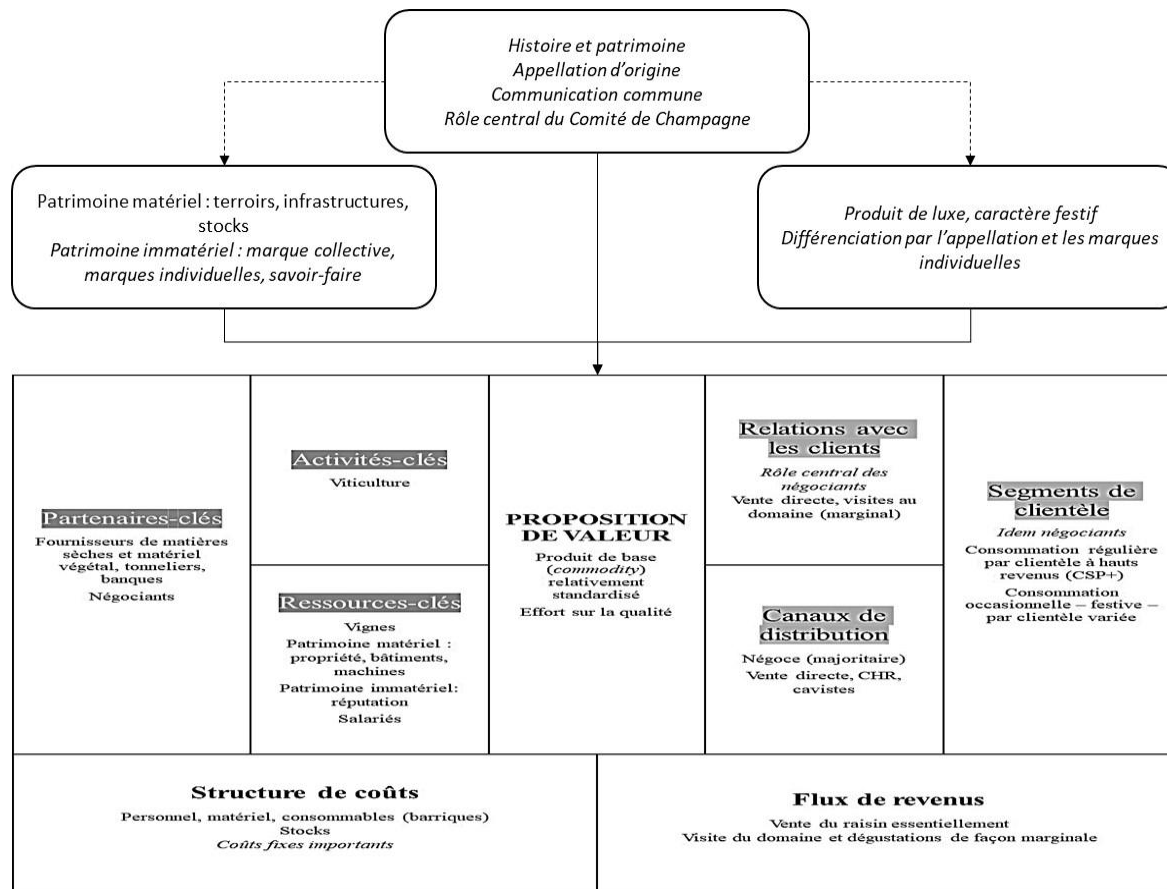 Histoire et patrimoine
Appellation d'origine
Communication commune
Rôle central du Comité de Champagne
Patrimoine matériel : terroirs, infrastructures,
stocks
Patrimoine immatériel : marque collective,
marques individuelles, savoir-faire
Produit de luxe, caractère festif
Différenciation par l'appellation et les marques
individuelles
Partenaires-clés
Fournisseurs de matières
sèches et matériel
végétal, tonneliers,
banques
Négociants
Activités-clés
Viticulture
Ressources-clés
Vignes
Patrimoine matériel :
propriété, bâtiments,
machines
Patrimoine immatériel:
réputation
Salariés
PROPOSITION
DE VALEUR
Produit de base
(commodity)
relativement
standardisé
Effort sur la qualité
Relations avec
les clients
Rôle central des
négociants
Vente directe, visites au
domaine (marginal)
Canaux de
distribution
Négoce (majoritaire)
Vente directe, CHR,
cavistes
Segments de
clientèle
Idem négociants
Consommation régulière
par clientèle à hauts
revenus (CSP+)
Consommation
occasionnelle – festive –
par clientèle variée
Structure de coûts
Personnel, matériel, consommables (barriques)
Stocks
Coûts fixes importants
Flux de revenus
Vente du raisin essentiellement
Visite du domaine et dégustations de façon marginale